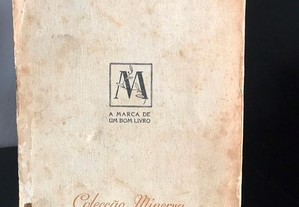 M
A MARCA DE
UM BOM LIVRO
Colecção Minerva